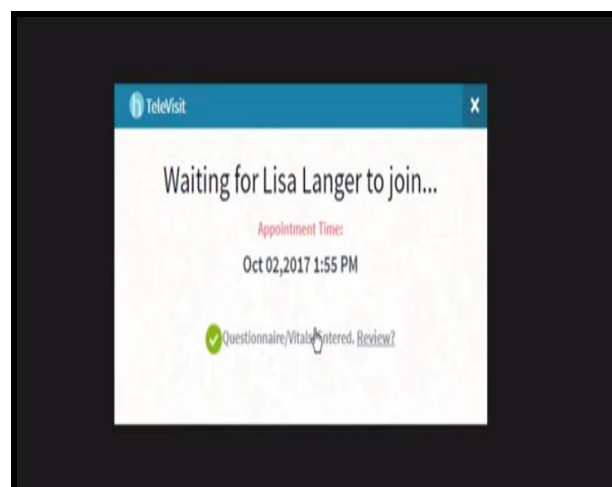 h TeleVisit X
Waiting for Lisa Langer to join...
Appointment Time:
Oct 02,2017 1:55 PM
Questionnaire/Vitals Entered. Review?